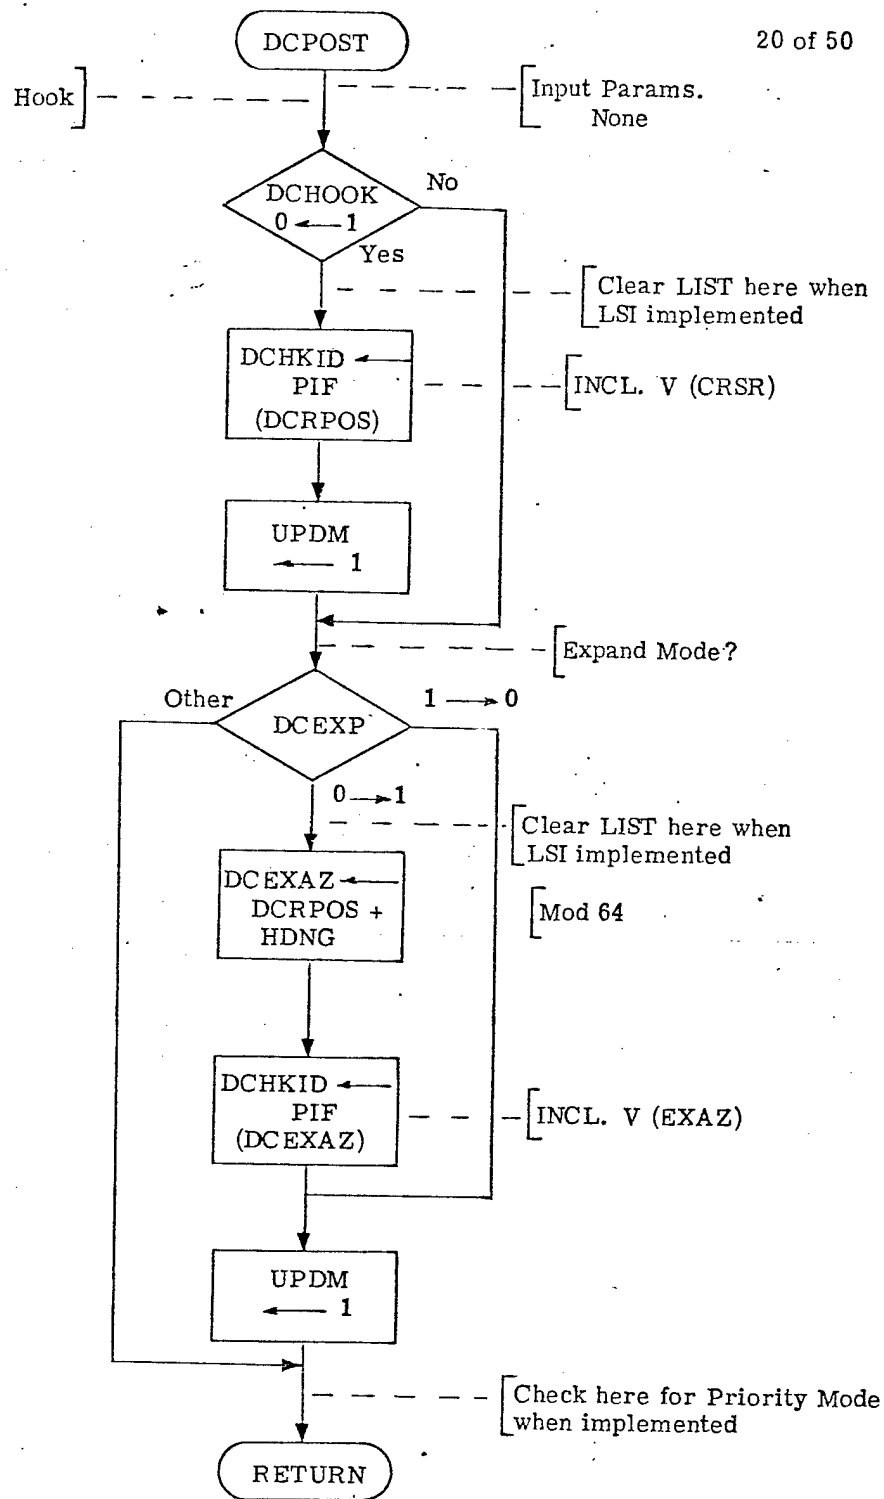 20 of 50
DCPOST
Hook
Input Params.
None
DCHOOK
0 ← 1
No
Yes
Clear LIST here when
LSI implemented
DCHKID ←
PIF
(DCRPOS)
INCL. V (CRSR)
UPDM
← 1
Expand Mode?
Other
1 → 0
DCEXP
0 → 1
Clear LIST here when
LSI implemented
DCEXAZ ←
DCRPOS +
HDNG
Mod 64
DCHKID ←
PIF
(DCEXAZ)
INCL. V (EXAZ)
UPDM
← 1
Check here for Priority Mode
when implemented
RETURN